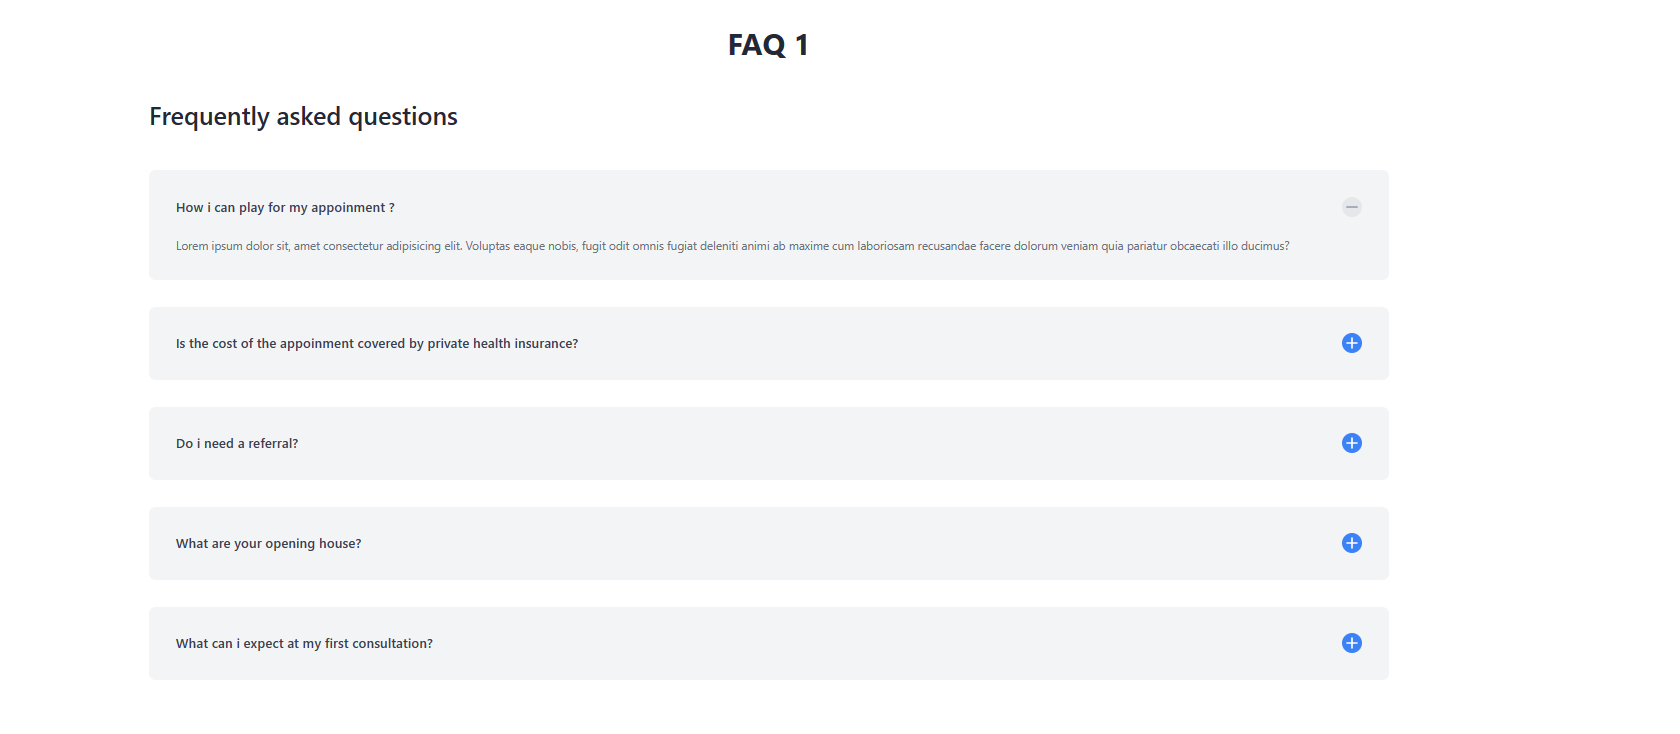 FAQ 1
Frequently asked questions
How i can play for my appoinment ?
Lorem ipsum dolor sit, amet consectetur adipisicing elit. Voluptas eaque nobis, fugit odit omnis fugiat deleniti animi ab maxime cum laboriosam recusandae facere dolorum veniam quia pariatur obcaecati illo ducimus?
Is the cost of the appoinment covered by private health insurance?
Do i need a referral?
What are your opening house?
What can i expect at my first consultation?